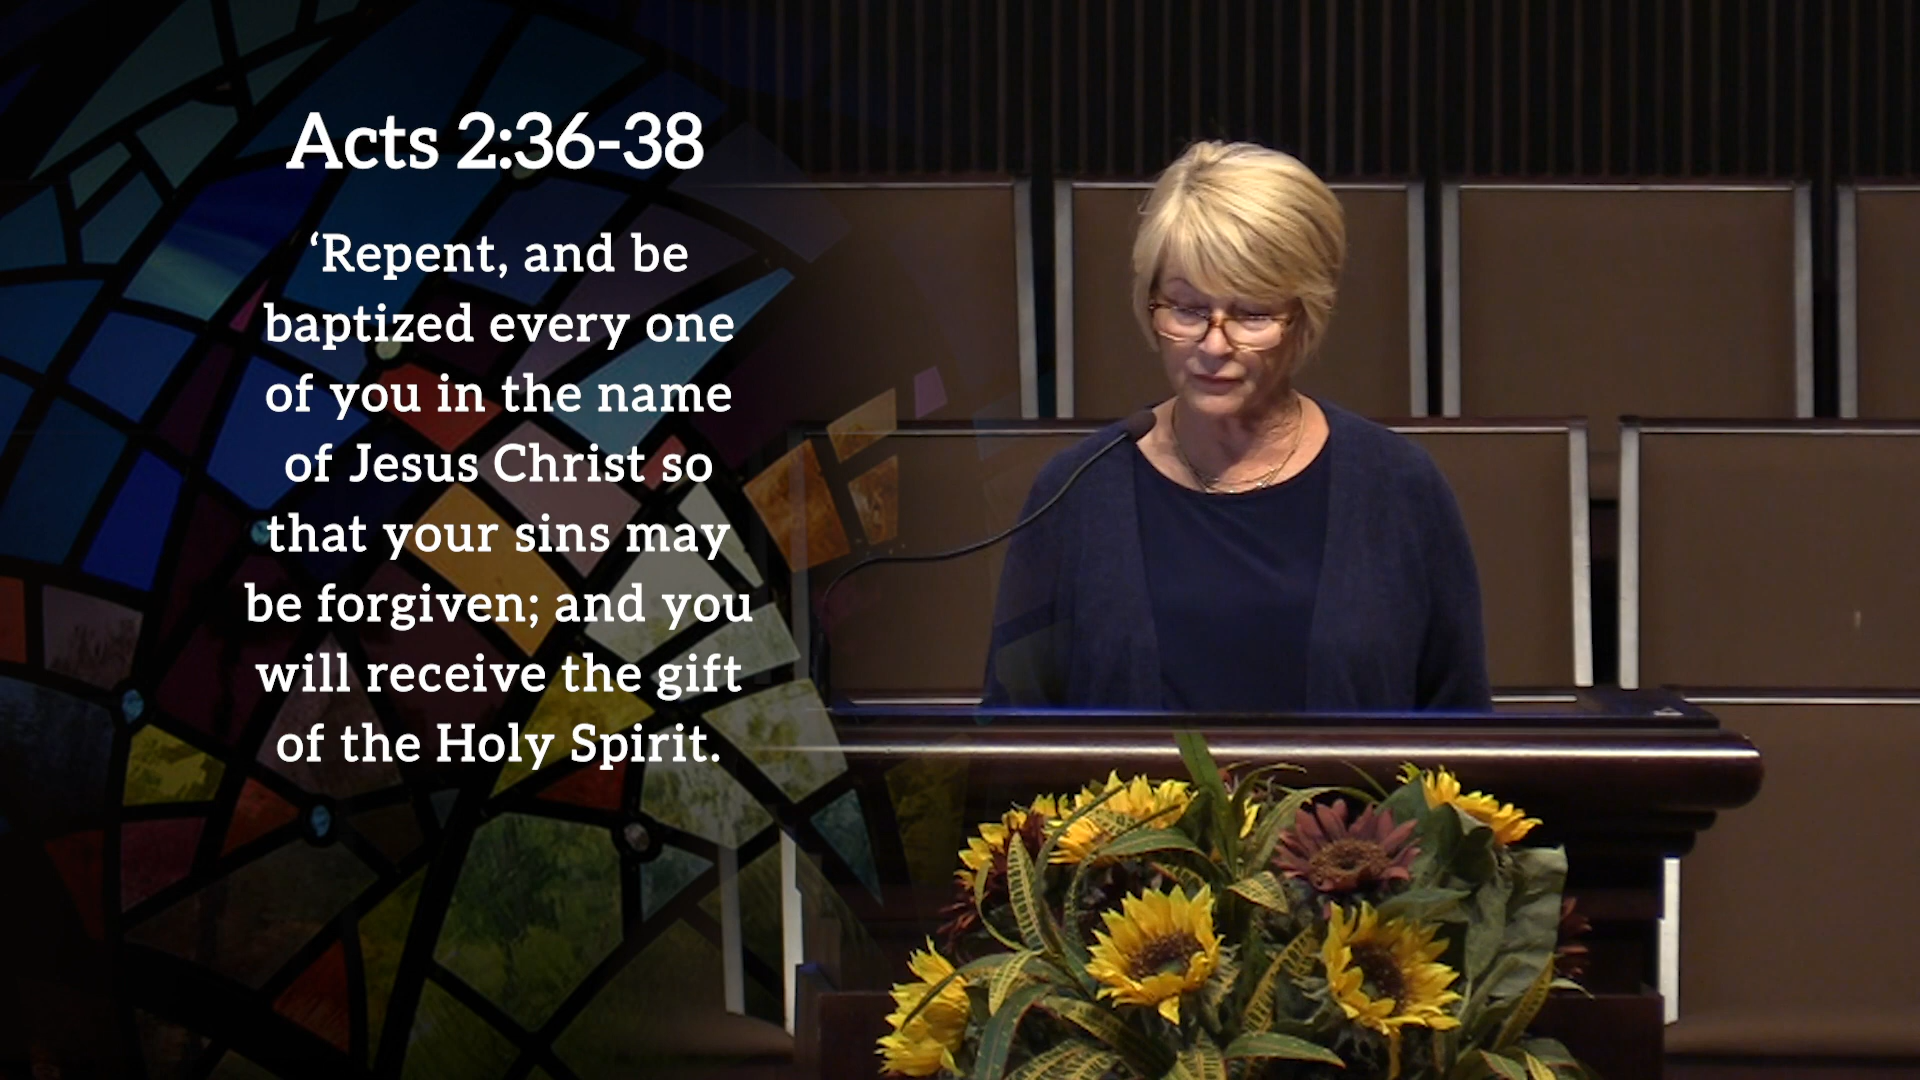 Acts 2:36-38
‘Repent, and be
baptized every one
of you in the name
of Jesus Christ so
that your sins may
be forgiven; and you
will receive the gift
of the Holy Spirit.